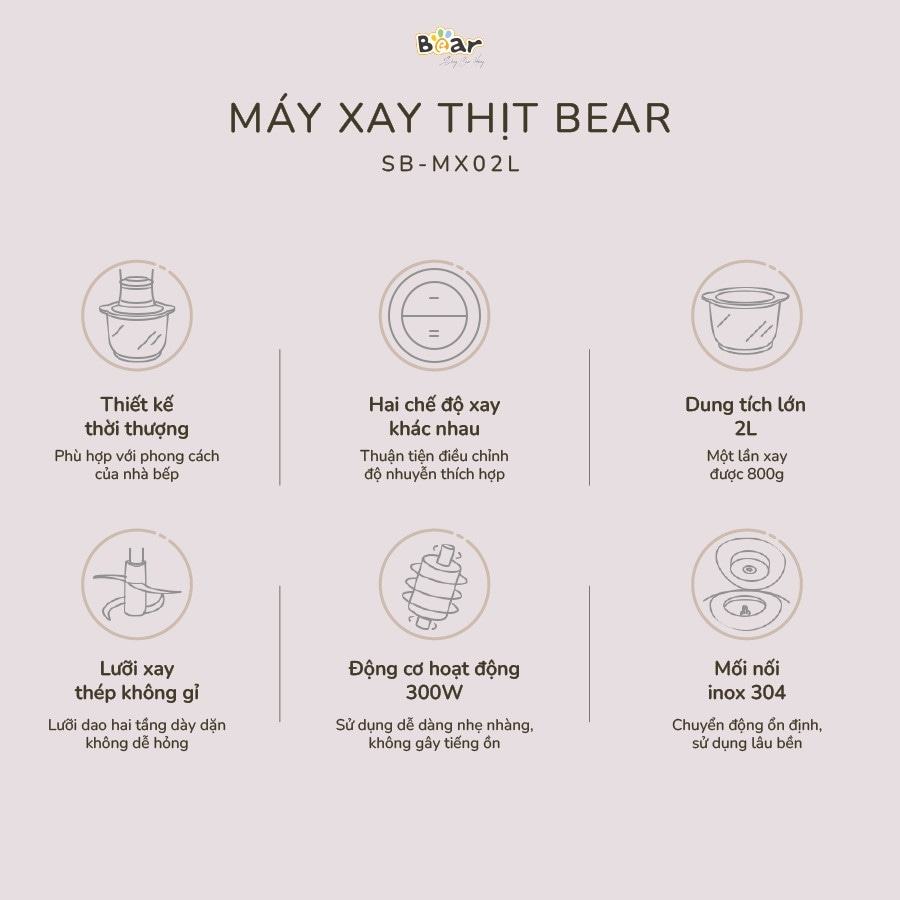 Bear
MÁY XAY THỊT BEAR
SB-MX02L
Thiết kế
thời thượng
Phù hợp với phong cách
của nhà bếp
Hai chế độ xay
khác nhau
Thuận tiện điều chỉnh
độ nhuyễn thích hợp
Dung tích lớn
2L
Một lần xay
được 800g
Lưỡi xay
thép không gỉ
Lưỡi dao hai tầng dày dặn
không dễ hỏng
Động cơ hoạt động
300W
Sử dụng dễ dàng nhẹ nhàng,
không gây tiếng ồn
Mối nối
inox 304
Chuyển động ổn định,
sử dụng lâu bền